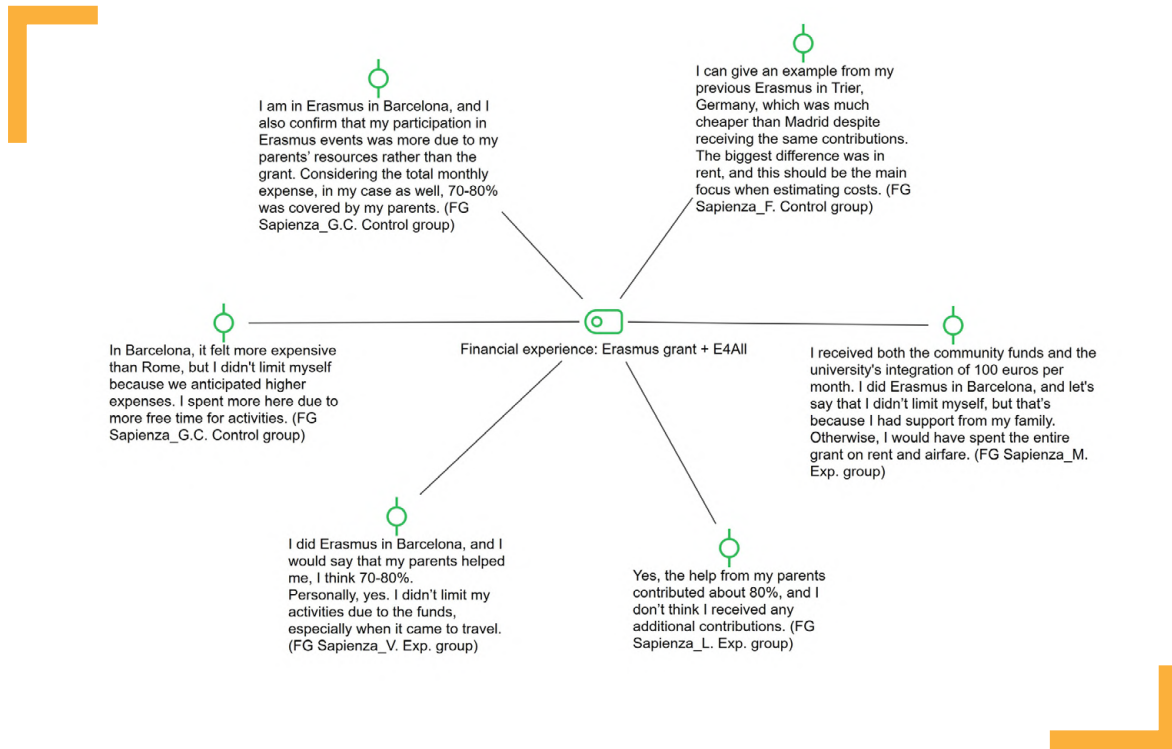 I am in Erasmus in Barcelona, and I
also confirm that my participation in
Erasmus events was more due to my
parents' resources rather than the
grant. Considering the total monthly
expense, in my case as well, 70-80%
was covered by my parents. (FG
Sapienza_G.C. Control group)
I can give an example from my
previous Erasmus in Trier,
Germany, which was much
cheaper than Madrid despite
receiving the same contributions.
The biggest difference was in
rent, and this should be the main
focus when estimating costs. (FG
Sapienza_F. Control group)
In Barcelona, it felt more expensive
than Rome, but I didn't limit myself
because we anticipated higher
expenses. I spent more here due to
more free time for activities. (FG
Sapienza_G.C. Control group)
Financial experience: Erasmus grant + E4All
I received both the community funds and the
university's integration of 100 euros per
month. I did Erasmus in Barcelona, and let's
say that I didn't limit myself, but that's
because I had support from my family.
Otherwise, I would have spent the entire
grant on rent and airfare. (FG Sapienza_M.
Exp. group)
I did Erasmus in Barcelona, and I
would say that my parents helped
me, I think 70-80%.
Personally, yes. I didn't limit my
activities due to the funds,
especially when it came to travel.
(FG Sapienza_V. Exp. group)
Yes, the help from my parents
contributed about 80%, and I
don't think I received any
additional contributions. (FG
Sapienza_L. Exp. group)